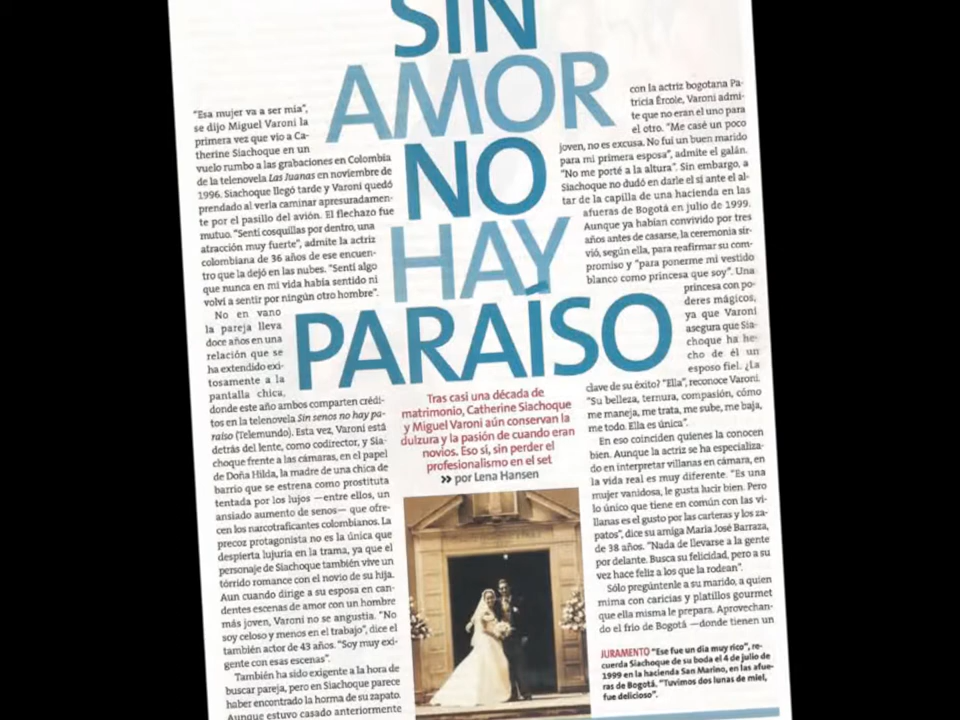 SIN
AMOR
NO
HAY
PARAÍSO
"Esa mujer va a ser mía",
se dijo Miguel Varoni la
primera vez que vio a Ca-
therine Siachoque en un
vuelo rumbo a las grabaciones en Colombia
de la telenovela Las Juanas en noviembre de
1996. Siachoque llegó tarde y Varoni quedó
prendado al verla caminar apresuradamen-
te por el pasillo del avión. El flechazo fue
mutuo. "Sentí cosquillas por dentro, una
atracción muy fuerte", admite la actriz
colombiana de 36 años de ese encuen-
tro que la dejó en las nubes. "Sentí algo
que nunca en mi vida había sentido ni
volví a sentir por ningún otro hombre".
No en vano
la pareja lleva
doce años en una
relación que se
ha extendido exi-
tosamente a la
pantalla chica,
donde este año ambos comparten crédi-
tos en la telenovela Sin senos no hay pa-
raíso (Telemundo). Esta vez, Varoni está
detrás del lente, como codirector, y Sia-
choque frente a las cámaras, en el papel
de Doña Hilda, la madre de una chica de
barrio que se estrena como prostituta
tentada por los lujos —entre ellos, un
ansiado aumento de senos— que ofre-
cen los narcotraficantes colombianos. La
precoz protagonista no es la única que
despierta lujuria en la trama, ya que el
personaje de Siachoque también vive un
tórrido romance con el novio de su hija.
Aun cuando dirige a su esposa en can-
dentes escenas de amor con un hombre
más joven, Varoni no se angustia. "No
soy celoso y menos en el trabajo", dice el
también actor de 43 años. "Soy muy exi-
gente con esas escenas".
También ha sido exigente a la hora de
buscar pareja, pero en Siachoque parece
haber encontrado la horma de su zapato.
Aunque estuvo casado anteriormente
Tras casi una década de
matrimonio, Catherine Siachoque
y Miguel Varoni aún conservan la
dulzura y la pasión de cuando eran
novios. Eso sí, sin perder el
profesionalismo en el set
» por Lena Hansen
con la actriz bogotana Pa-
tricia Ércole, Varoni admi-
te que no eran el uno para
el otro. "Me casé un poco
joven, no es excusa. No fui un buen marido
para mi primera esposa", admite el galán.
"No me porté a la altura". Sin embargo, a
Siachoque no dudó en darle el sí ante el al-
tar de la capilla de una hacienda en las
afueras de Bogotá en julio de 1999.
Aunque ya habían convivido por tres
años antes de casarse, la ceremonia sir-
vió, según ella, para reafirmar su com-
promiso y "para ponerme mi vestido
blanco como princesa que soy". Una
princesa con po-
deres mágicos,
ya que Varoni
asegura que Sia-
choque ha he-
cho de él un
esposo fiel. ¿La
clave de su éxito? "Ella", reconoce Varoni.
"Su belleza, ternura, compasión, cómo
me maneja, me trata, me sube, me baja,
me todo. Ella es única".
En eso coinciden quienes la conocen
bien. Aunque la actriz se ha especializa-
do en interpretar villanas en cámara, en
la vida real es muy diferente. "Es una
mujer vanidosa, le gusta lucir bien. Pero
lo único que tiene en común con las vi-
llanas es el gusto por las carteras y los za-
patos", dice su amiga María José Barraza,
de 38 años. "Nada de llevarse a la gente
por delante. Busca su felicidad, pero a su
vez hace feliz a los que la rodean".
Sólo pregúntenle a su marido, a quien
mima con caricias y platillos gourmet
que ella misma le prepara. Aprovechan-
do el frío de Bogotá —donde tienen un
JURAMENTO "Ese fue un día muy rico", re-
cuerda Siachoque de su boda el 4 de julio de
1999 en la hacienda San Marino, en las afue-
ras de Bogotá. "Tuvimos dos lunas de miel,
fue delicioso".